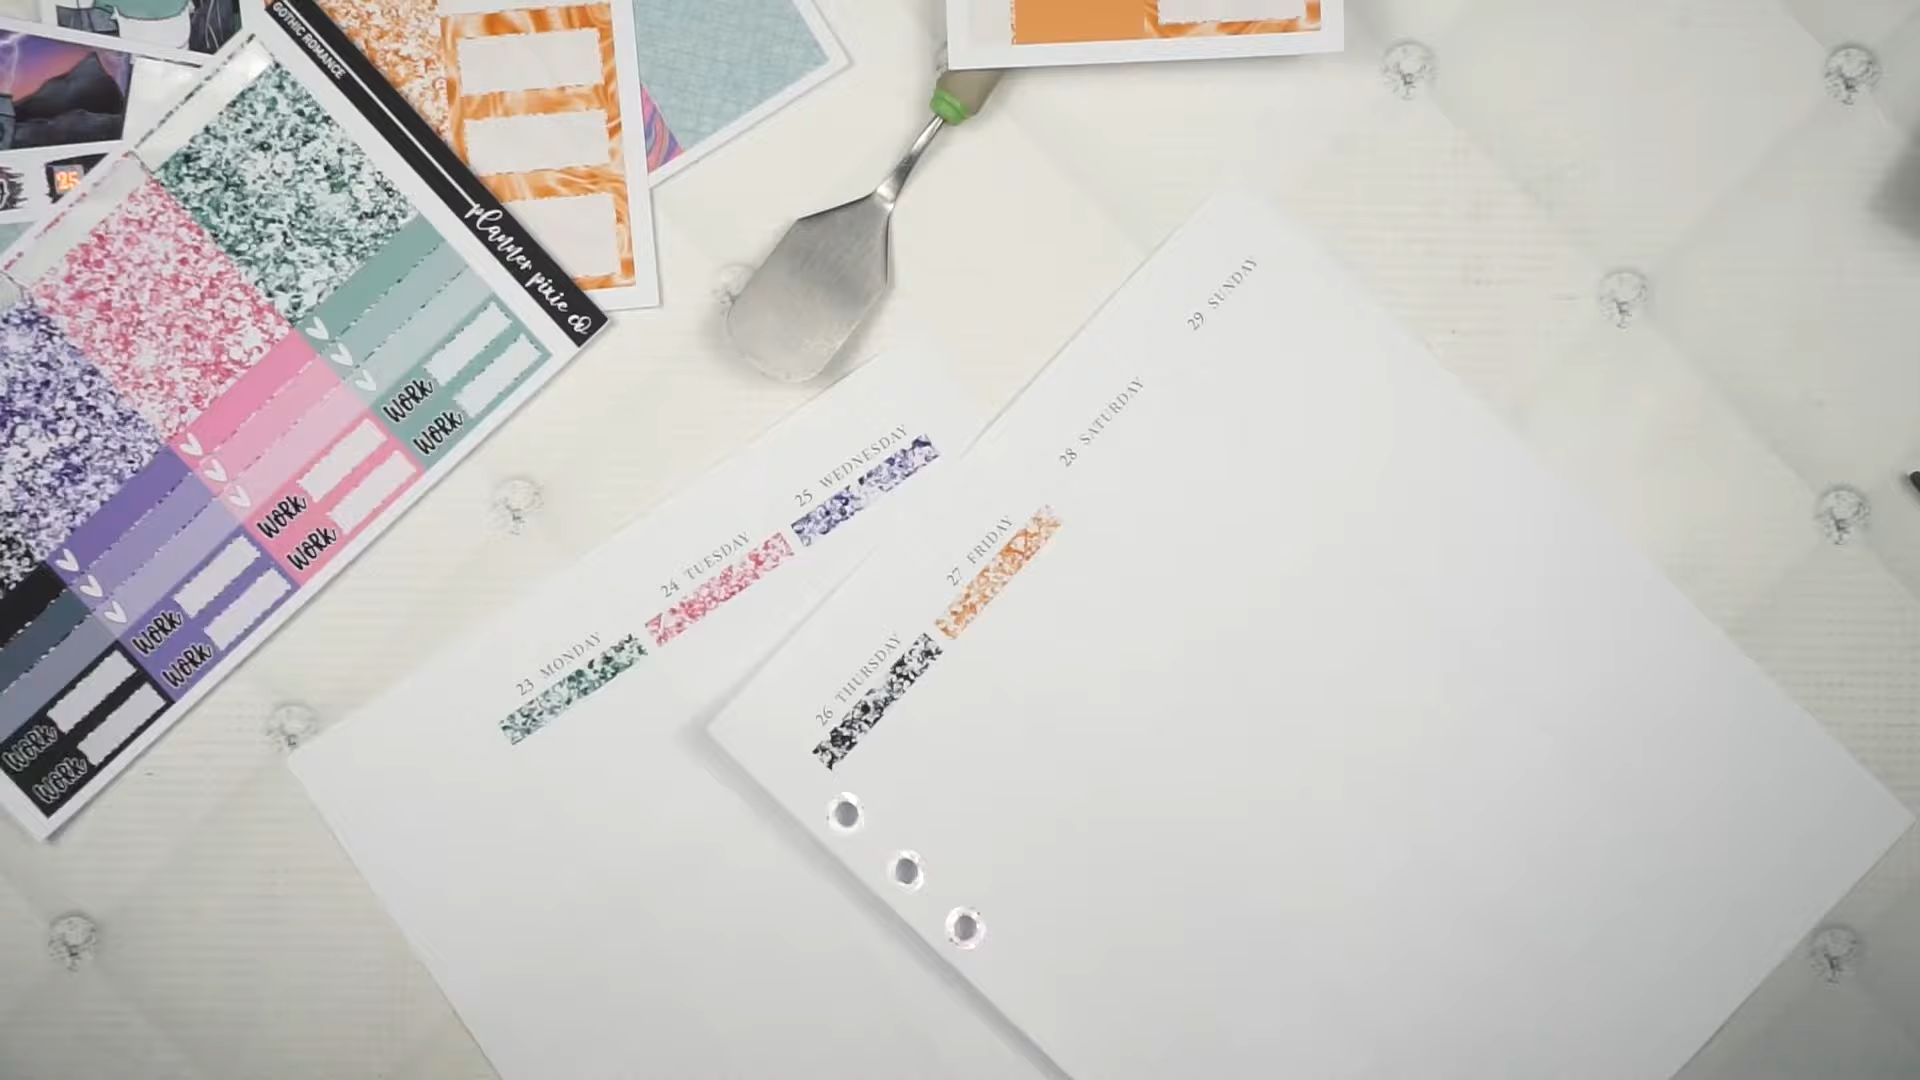 GOTHIC ROMANCE
planner pixie co
25
WORK
WORK
WORK
WORK
WORK
WORK
WORK
WORK
23 MONDAY
24 TUESDAY
25 WEDNESDAY
26 THURSDAY
27 FRIDAY
28 SATURDAY
29 SUNDAY